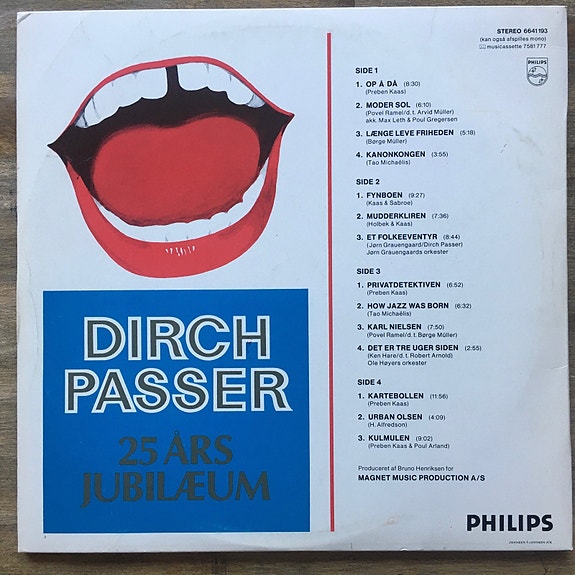 STEREO 6641193
(kan også afspilles mono)
musicassette 7581777
PHILIPS
SIDE 1
1. OP Å DÅ (8:30)
(Preben Kaas)
2. MODER SOL (6:10)
(Povel Ramel/d.t. Arvid Müller)
akk. Max Leth & Poul Gregersen
3. LÆNGE LEVE FRIHEDEN (5:18)
(Børge Müller)
4. KANONKONGEN (3:55)
(Tao Michaëlis)
SIDE 2
1. FYNBOEN (9:27)
(Kaas & Sabroe)
2. MUDDERKLIREN (7:36)
(Holbek & Kaas)
3. ET FOLKEEVENTYR (8:44)
(Jørn Grauengaard/Dirch Passer)
Jørn Grauengaards orkester
SIDE 3
1. PRIVATDETEKTIVEN (6:52)
(Preben Kaas)
2. HOW JAZZ WAS BORN (6:32)
(Tao Michaëlis)
3. KARL NIELSEN (7:50)
(Povel Ramel/d.t. Børge Müller)
4. DET ER TRE UGER SIDEN (2:55)
(Ken Hare/d.t. Robert Arnold)
Ole Høyers orkester
SIDE 4
1. KARTEBOLLEN (11:56)
(Preben Kaas)
2. URBAN OLSEN (4:09)
(H. Alfredson)
3. KULMULEN (9:02)
(Preben Kaas & Poul Arland)
Produceret af Bruno Henriksen for
MAGNET MUSIC PRODUCTION A/S
DIRCH
PASSER
25 ÅRS
JUBILÆUM
PHILIPS